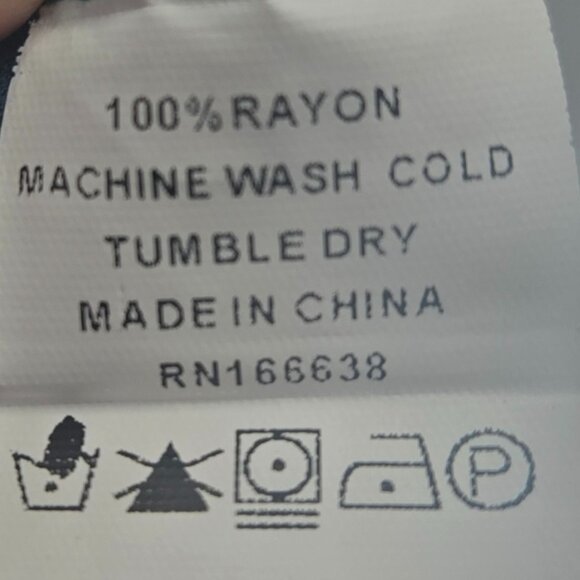 100% RAYON
MACHINE WASH COLD
TUMBLE DRY
MADE IN CHINA
RN166638
P